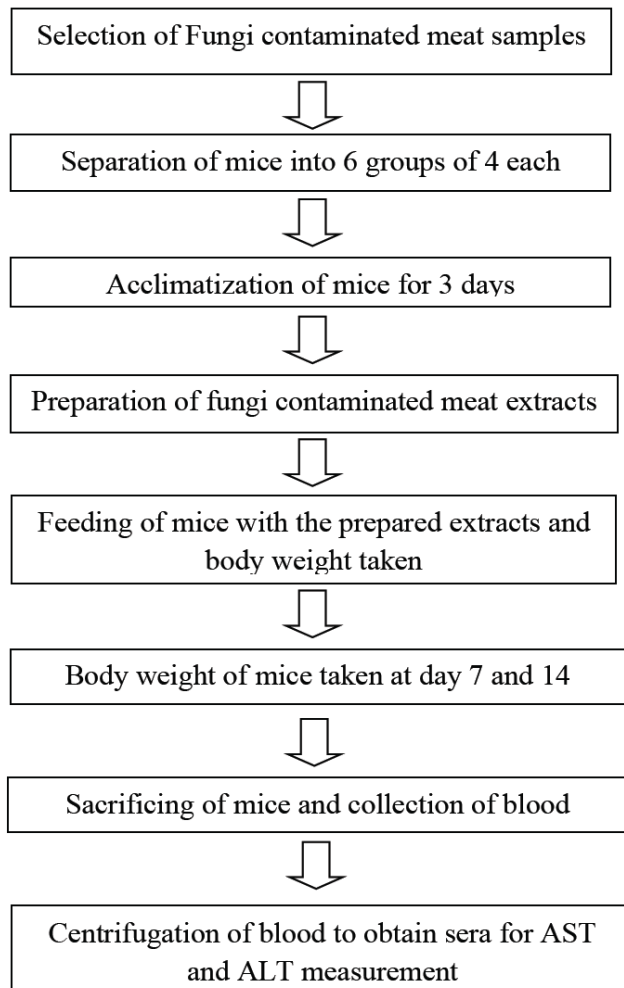 Selection of Fungi contaminated meat samples
Separation of mice into 6 groups of 4 each
Acclimatization of mice for 3 days
Preparation of fungi contaminated meat extracts
Feeding of mice with the prepared extracts and
body weight taken
Body weight of mice taken at day 7 and 14
Sacrificing of mice and collection of blood
Centrifugation of blood to obtain sera for AST
and ALT measurement